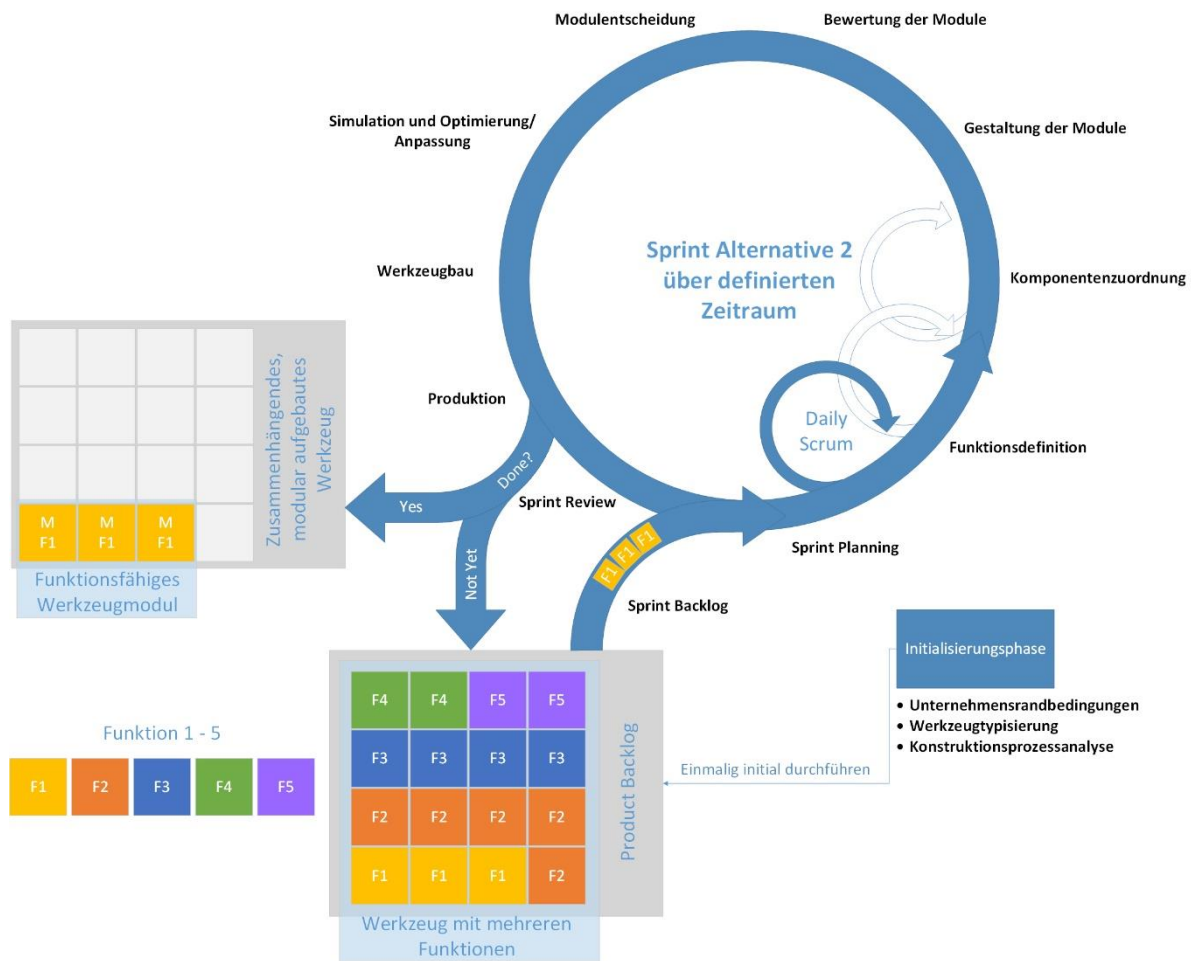 Modulentscheidung
Bewertung der Module
Simulation und Optimierung/
Anpassung
Gestaltung der Module
Sprint Alternative 2
über definierten
Zeitraum
Werkzeugbau
Komponentenzuordnung
Zusammenhängendes,
modular aufgebautes
Werkzeug
Produktion
Daily
Scrum
Funktionsdefinition
Done?
Yes
Sprint Review
Not Yet
M
F1
M
F1
M
F1
Funktionsfähiges
Werkzeugmodul
F1
F1
F1
Sprint Planning
Sprint Backlog
Initialisierungsphase
• Unternehmensrandbedingungen
• Werkzeugtypisierung
• Konstruktionsprozessanalyse
Einmalig initial durchführen
Funktion 1 - 5
F1 F2 F3 F4 F5
F4 F4 F5 F5
F3 F3 F3 F3
F2 F2 F2 F2
F1 F1 F1 F2
Product Backlog
Werkzeug mit mehreren
Funktionen